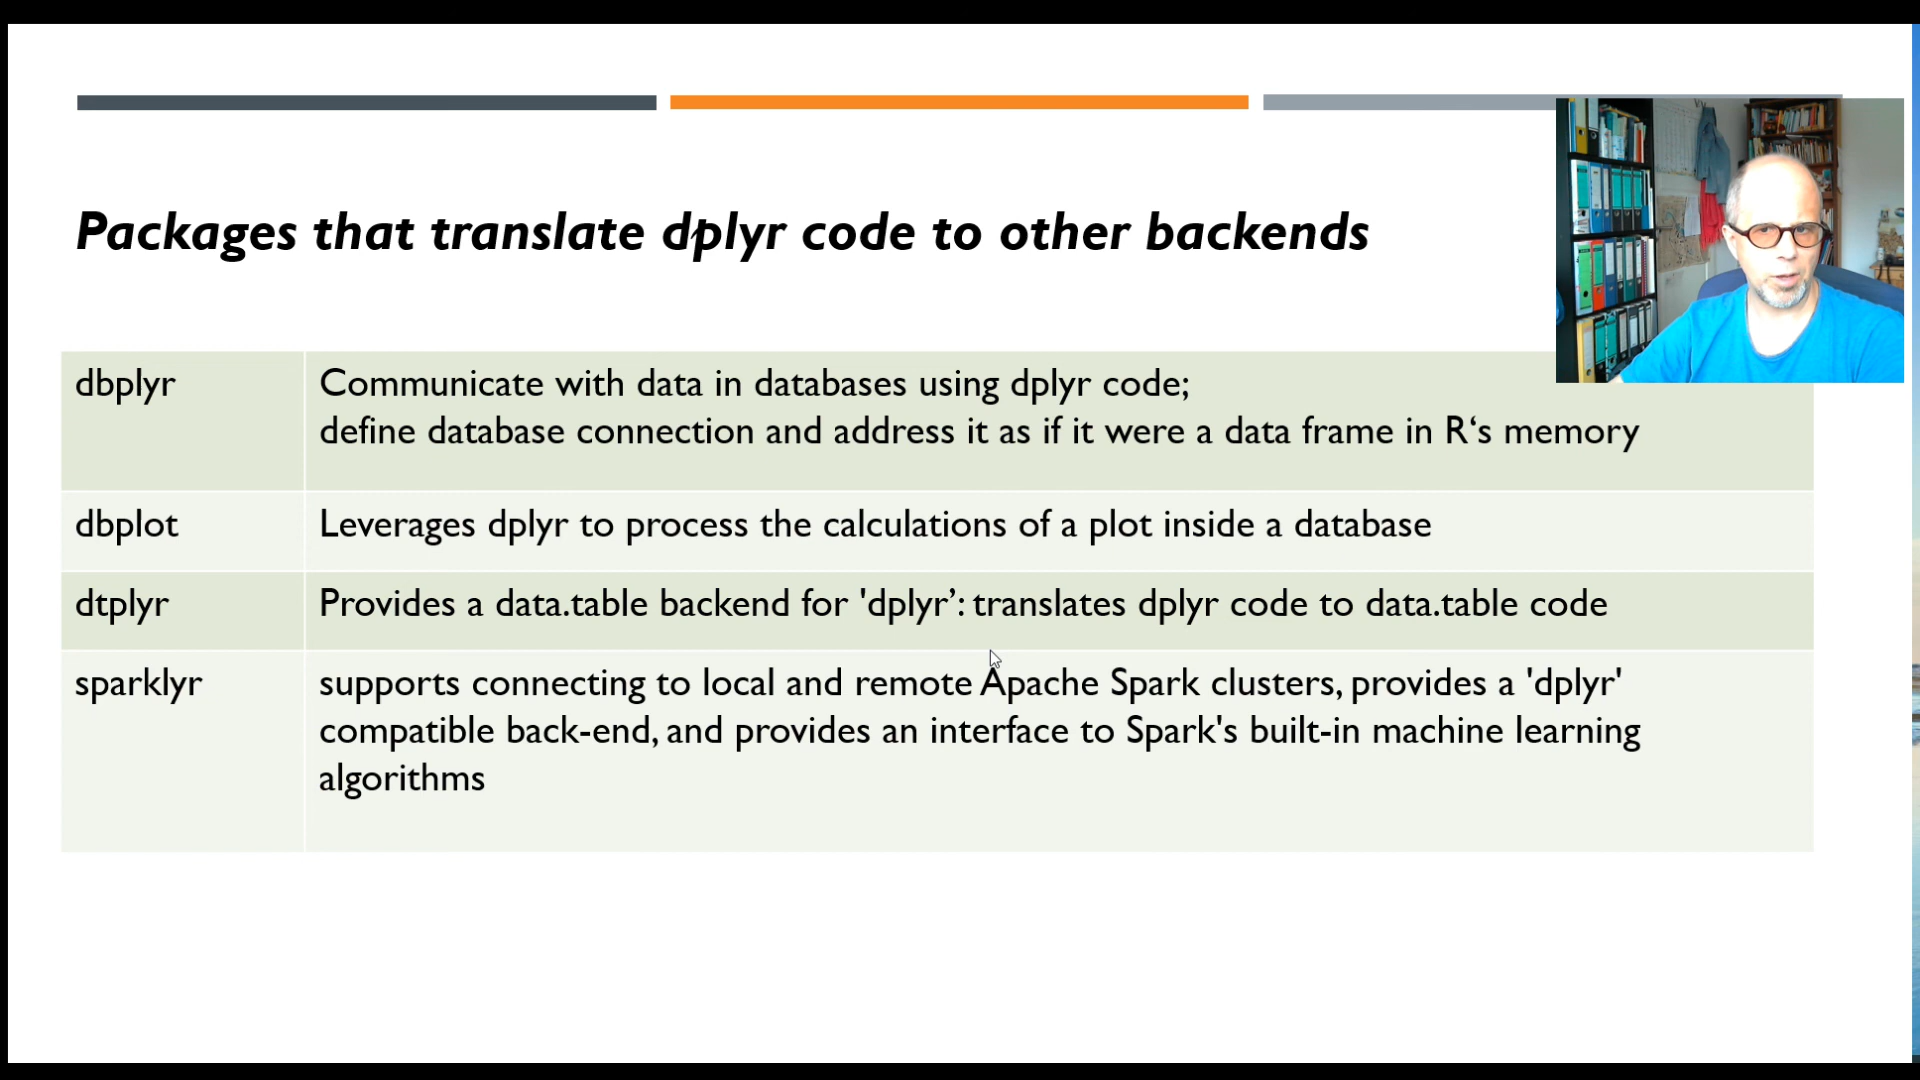 Packages that translate dplyr code to other backends
dbplyr
Communicate with data in databases using dplyr code;
define database connection and address it as if it were a data frame in R‘s memory
dbplot
Leverages dplyr to process the calculations of a plot inside a database
dtplyr
Provides a data.table backend for 'dplyr’: translates dplyr code to data.table code
sparklyr
supports connecting to local and remote Apache Spark clusters, provides a 'dplyr'
compatible back-end, and provides an interface to Spark's built-in machine learning
algorithms